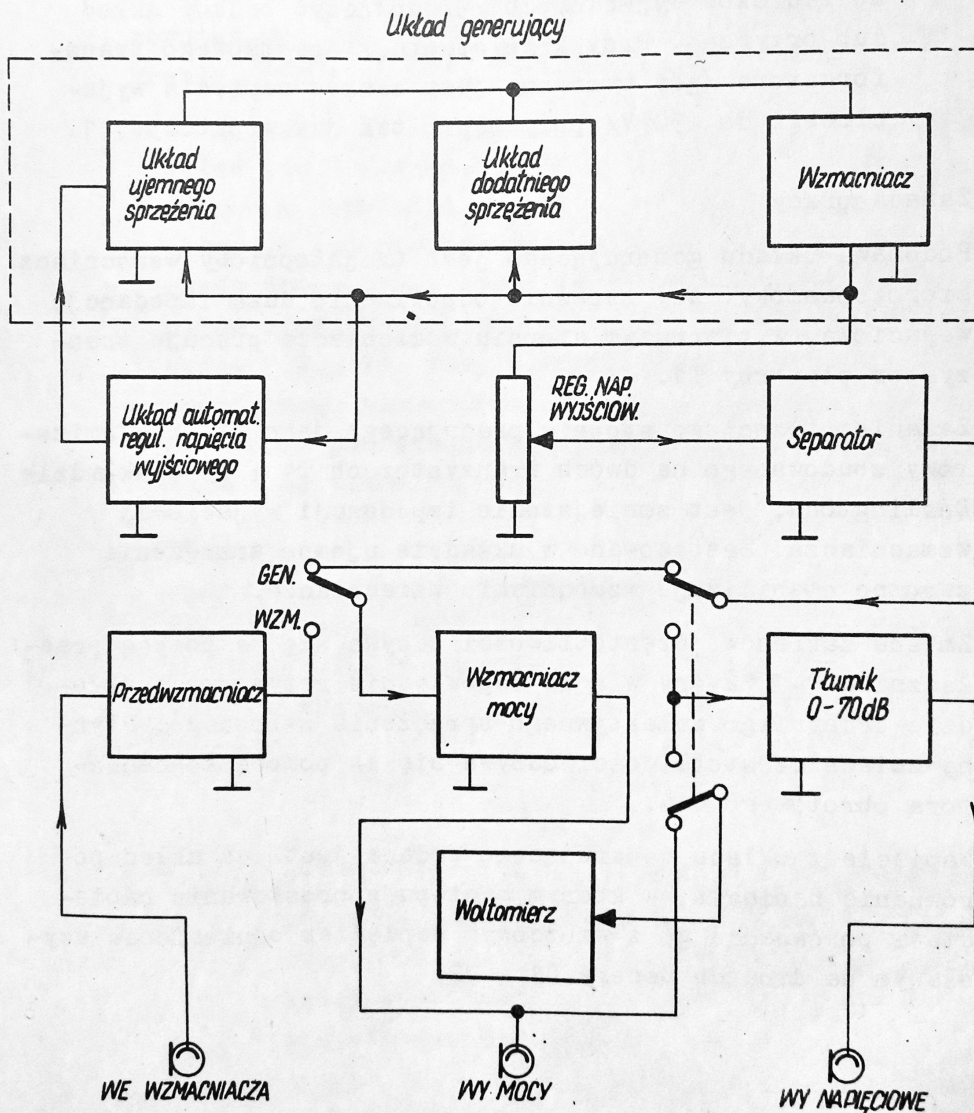 Układ generujący
Układ
ujemnego
sprzężenia
Układ
dodatniego
sprzężenia
Wzmacniacz
Układ automat.
regul. napięcia
wyjściowego
REG. NAP.
WYJŚCIOW.
Separator
GEN.
WZM.
Przedwzmacniacz
Wzmacniacz
mocy
Tłumik
0-70dB
Woltomierz
WE WZMACNIACZA
WY MOCY
WY NAPIĘCIOWE